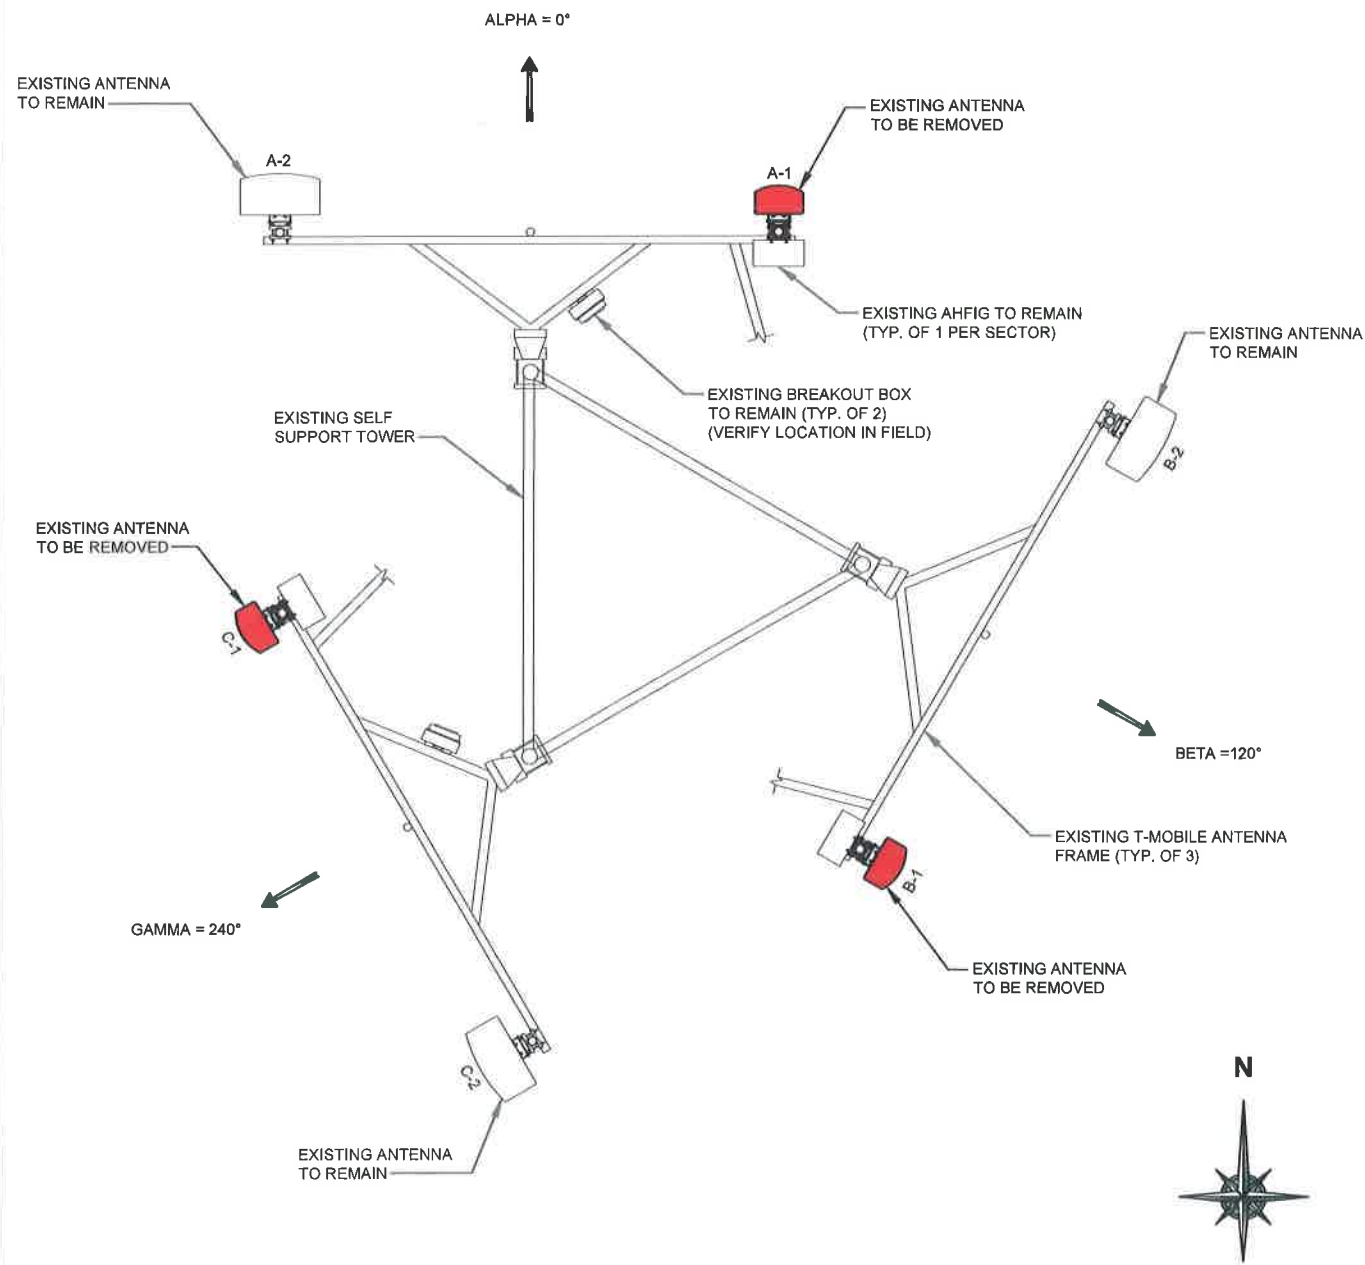 ALPHA = 0°
EXISTING ANTENNA
TO REMAIN
EXISTING ANTENNA
TO BE REMOVED
A-2
A-1
EXISTING AHFIG TO REMAIN
(TYP. OF 1 PER SECTOR)
EXISTING ANTENNA
TO REMAIN
EXISTING BREAKOUT BOX
TO REMAIN (TYP. OF 2)
(VERIFY LOCATION IN FIELD)
EXISTING SELF
SUPPORT TOWER
B-2
EXISTING ANTENNA
TO BE REMOVED
C-1
BETA =120°
EXISTING T-MOBILE ANTENNA
FRAME (TYP. OF 3)
B-1
GAMMA = 240°
EXISTING ANTENNA
TO BE REMOVED
C-2
N
EXISTING ANTENNA
TO REMAIN